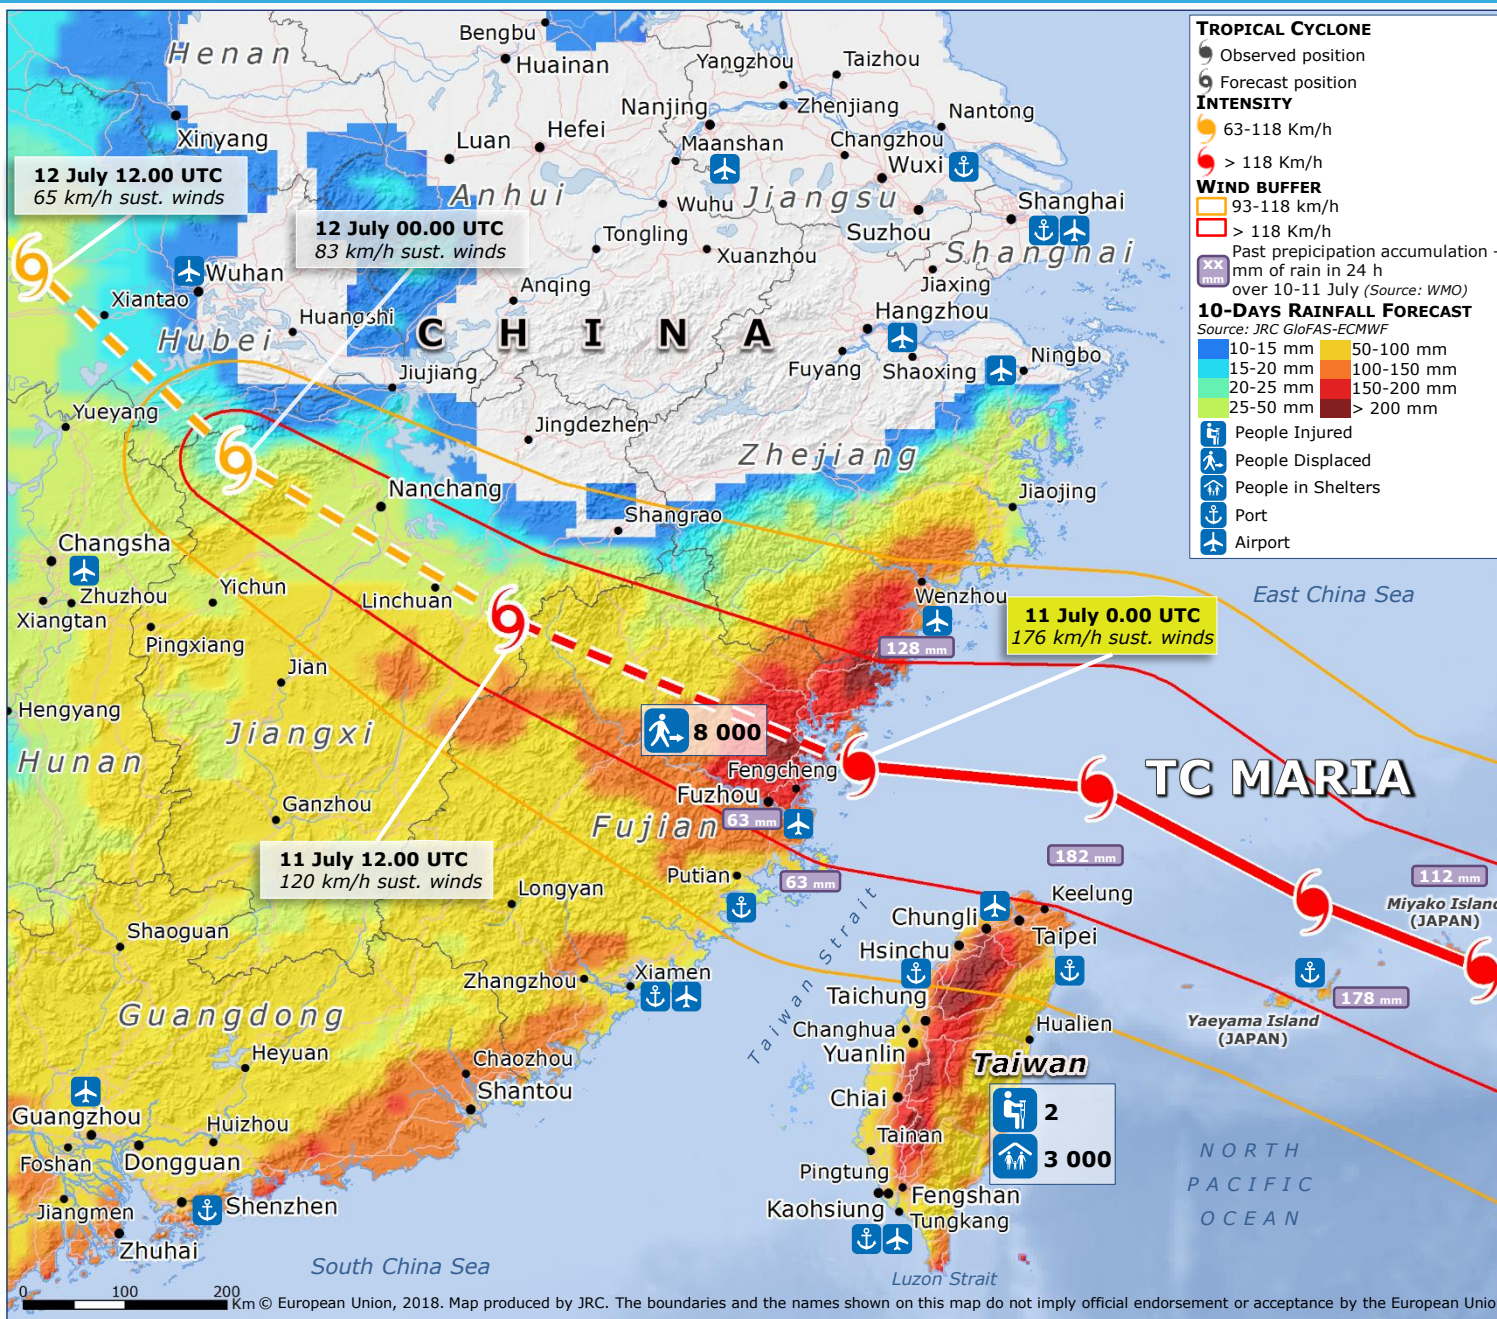 TROPICAL CYCLONE
Observed position
Forecast position
INTENSITY
63-118 Km/h
> 118 Km/h
WIND BUFFER
93-118 km/h
> 118 Km/h
xx mm
Past prepicipation accumulation -
mm of rain in 24 h
over 10-11 July (Source: WMO)
10-DAYS RAINFALL FORECAST
Source: JRC GloFAS-ECMWF
10-15 mm 50-100 mm
15-20 mm 100-150 mm
20-25 mm 150-200 mm
25-50 mm > 200 mm
People Injured
People Displaced
People in Shelters
Port
Airport
Henan
Bengbu
Huainan
Yangzhou
Taizhou
Xinyang
Nanjing
Zhenjiang
Nantong
Luan
Hefei
Maanshan
Changzhou
Wuxi
12 July 12.00 UTC
65 km/h sust. winds
Anhui
Wuhu
Jiangsu
Shanghai
12 July 00.00 UTC
83 km/h sust. winds
Tongling
Suzhou
Xuanzhou
Shanghai
Wuhan
Anqing
Jiaxing
Xiantao
Huangshi
Hangzhou
Hubei
CHINA
Fuyang
Shaoxing
Ningbo
Jiujiang
Yueyang
Jingdezhen
Zhejiang
Nanchang
Jiaojing
Shangrao
Changsha
Yichun
Linchuan
Wenzhou
East China Sea
Zhuzhou
Xiangtan
Pingxiang
11 July 0.00 UTC
176 km/h sust. winds
128 mm
Jian
Hengyang
Jiangxi
8 000
Hunan
Fengcheng
TC MARIA
Fuzhou
Ganzhou
Fujian
63 mm
11 July 12.00 UTC
120 km/h sust. winds
182 mm
Putian
63 mm
112 mm
Longyan
Keelung
Miyako Island
(JAPAN)
Chungli
Shaoguan
Taipei
Hsinchu
Taiwan Strait
Zhangzhou
Xiamen
Taichung
178 mm
Guangdong
Changhua
Hualien
Yaeyama Island
(JAPAN)
Heyuan
Chaozhou
Yuanlin
Taiwan
Shantou
Chiai
2
Guangzhou
Huizhou
Tainan
3 000
Foshan
Dongguan
Pingtung
NORTH
PACIFIC
OCEAN
Jiangmen
Shenzhen
Fengshan
Kaohsiung
Tungkang
Zhuhai
South China Sea
Luzon Strait
0 100 200
Km © European Union, 2018. Map produced by JRC. The boundaries and the names shown on this map do not imply official endorsement or acceptance by the European Unio